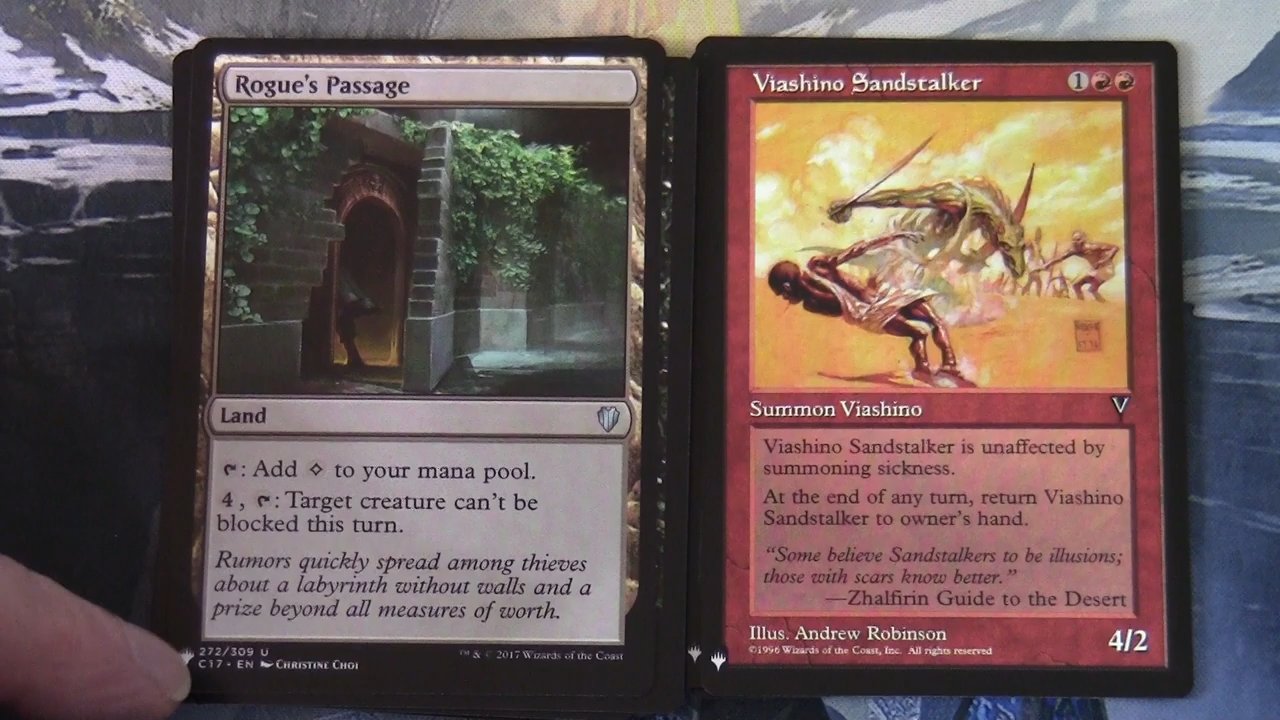 Rogue's Passage
Land
: Add to your mana pool.
4, : Target creature can't be
blocked this turn.
Rumors quickly spread among thieves
about a labyrinth without walls and a
prize beyond all measures of worth.
272/309 U
C17 • EN Christine Choi
™ & © 2017 Wizards of the Coast
Viashino Sandstalker
1
Summon Viashino
V
Viashino Sandstalker is unaffected by
summoning sickness.
At the end of any turn, return Viashino
Sandstalker to owner's hand.
“Some believe Sandstalkers to be illusions;
those with scars know better.”
—Zhalfirin Guide to the Desert
Illus. Andrew Robinson
©1996 Wizards of the Coast, Inc. All rights reserved
4/2